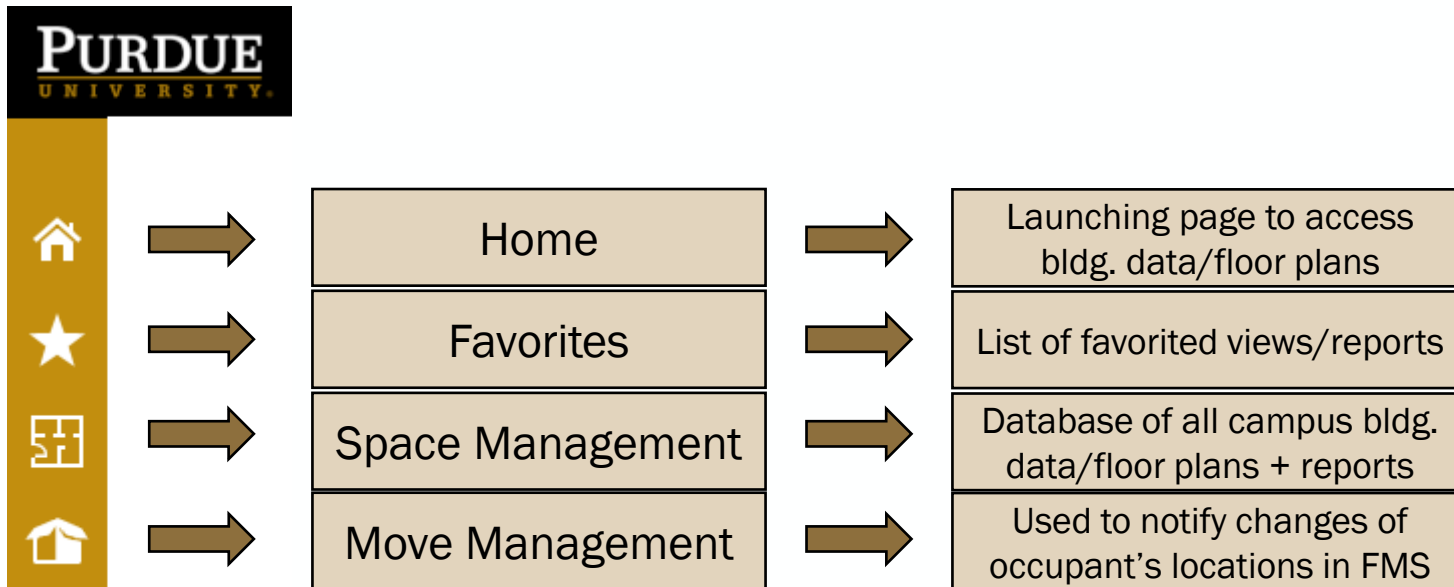 PURDUE
UNIVERSITY®
Home
Launching page to access
bldg. data/floor plans
Favorites
List of favorited views/reports
Space Management
Database of all campus bldg.
data/floor plans + reports
Move Management
Used to notify changes of
occupant’s locations in FMS